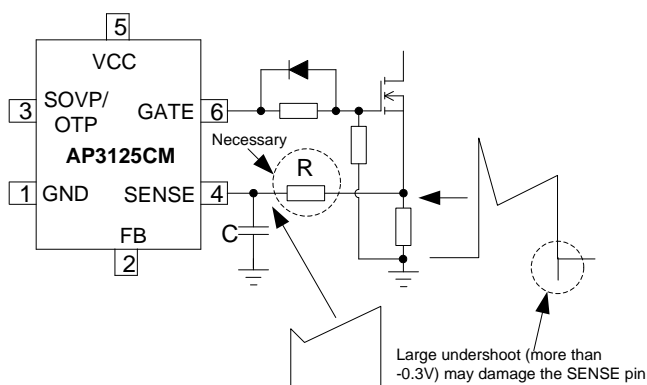 5
VCC
3
SOVP/
OTP
GATE
6
Necessary
AP3125CM
R
1
GND
SENSE
4
C
FB
2
Large undershoot (more than
-0.3V) may damage the SENSE pin